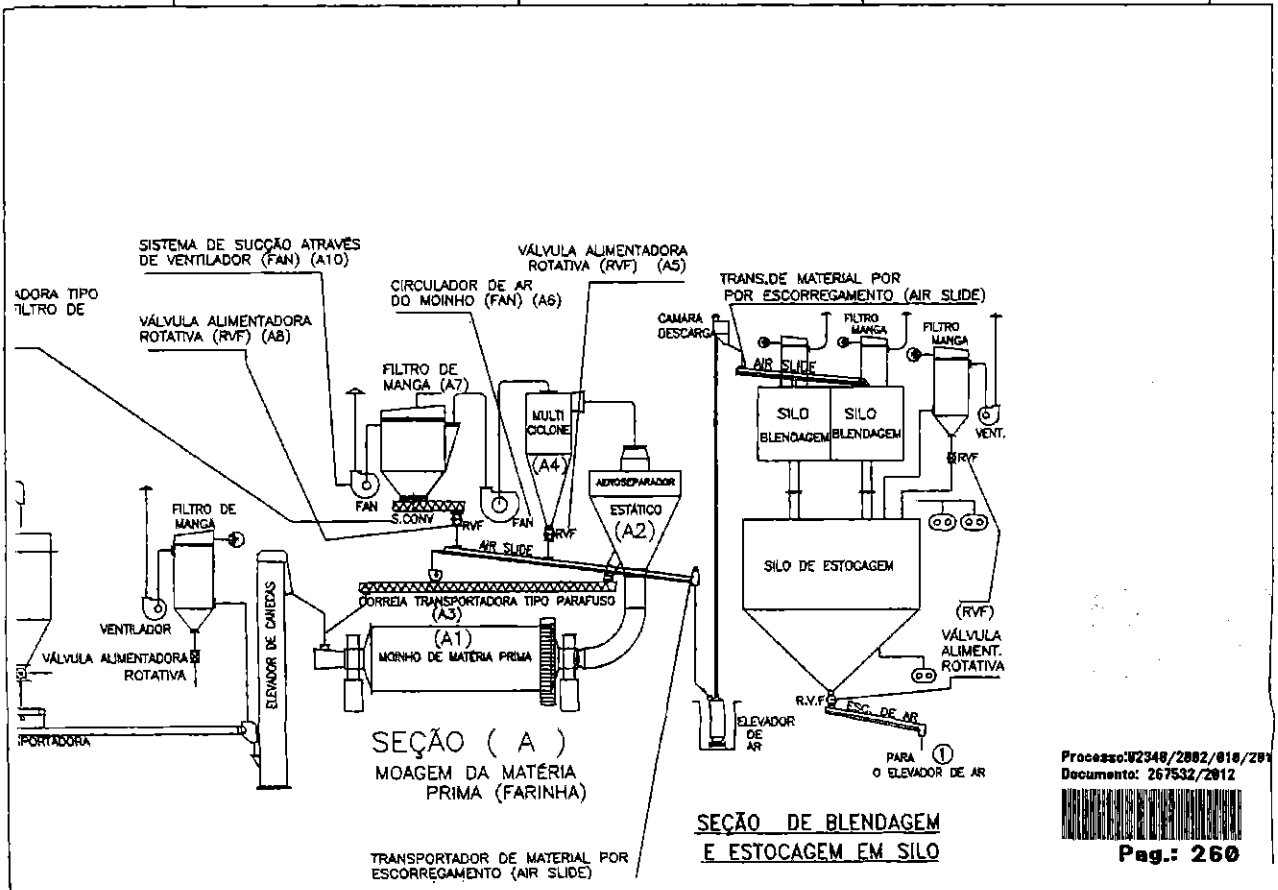 SISTEMA DE SUCÇÃO ATRAVÉS
DE VENTILADOR (FAN) (A10)
VÁLVULA ALIMENTADORA
ROTATIVA (RVF) (A5)
CIRCULADOR DE AR
DO MOINHO (FAN) (A6)
TRANS.DE MATERIAL POR
POR ESCORREGAMENTO (AIR SLIDE)
ADORA TIPO
FILTRO DE
VÁLVULA ALIMENTADORA
ROTATIVA (RVF) (A8)
CAMARA
DESCARGA
FILTRO
MANGA
FILTRO
MANGA
AIR SLIDE
FILTRO DE
MANGA (A7)
MULTI
CICLONE
(A4)
SILO
BLENDAGEM
SILO
BLENDAGEM
VENT.
RVF
AEROSEPARADOR
ESTÁTICO
(A2)
FAN
S.CONV
RVF
FAN
RVF
FILTRO DE
MANGA
AIR SLIDE
SILO DE ESTOCAGEM
CORREIA TRANSPORTADORA TIPO PARAFUSO
(A3)
(A1)
MOINHO DE MATÉRIA PRIMA
(RVF)
VÁLVULA
ALIMENT.
ROTATIVA
VENTILADOR
VÁLVULA ALIMENTADORA
ROTATIVA
ELEVADOR DE CANECAS
R.V.F
ESC. DE AR
PORTADORA
ELEVADOR
DE
AR
PARA 1
O ELEVADOR DE AR
SEÇÃO ( A )
MOAGEM DA MATÉRIA
PRIMA (FARINHA)
SEÇÃO DE BLENDAGEM
E ESTOCAGEM EM SILO
TRANSPORTADOR DE MATERIAL POR
ESCORREGAMENTO (AIR SLIDE)
Documento: 267532/2012
Pag.: 260